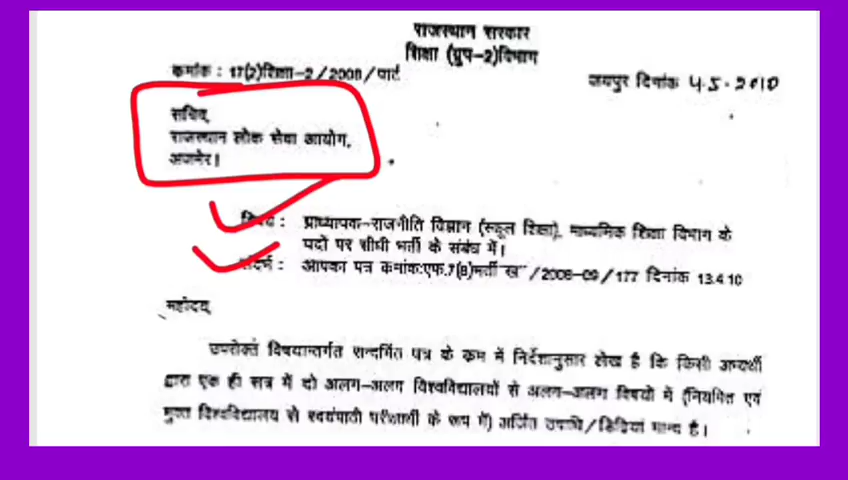 राजस्थान सरकार
शिक्षा (ग्रुप-2)विभाग
क्रमांक : 17(2)शिक्षा-2/2008/पार्ट
जयपुर दिनांक 4.5.2010
सचिव,
राजस्थान लोक सेवा आयोग,
अजमेर।
विषय : प्राध्यापक-राजनीति विज्ञान (स्कूल शिक्षा), माध्यमिक शिक्षा विभाग के
पदों पर सीधी भर्ती के संबंध में।
संदर्भ : आपका पत्र क्रमांक:एफ.7(8)भर्ती ख/2008-09/177 दिनांक 13.4.10
महोदय,
उपरोक्त विषयान्तर्गत सन्दर्भित पत्र के क्रम में निर्देशानुसार लेख है कि किसी अभ्यर्थी
द्वारा एक ही सत्र में दो अलग-अलग विश्वविद्यालयों से अलग-अलग विषयों में (नियमित एवं
मुक्त विश्वविद्यालय से स्वयंपाठी परीक्षार्थी के रूप में) अर्जित उपाधि/डिग्रियां मान्य है।